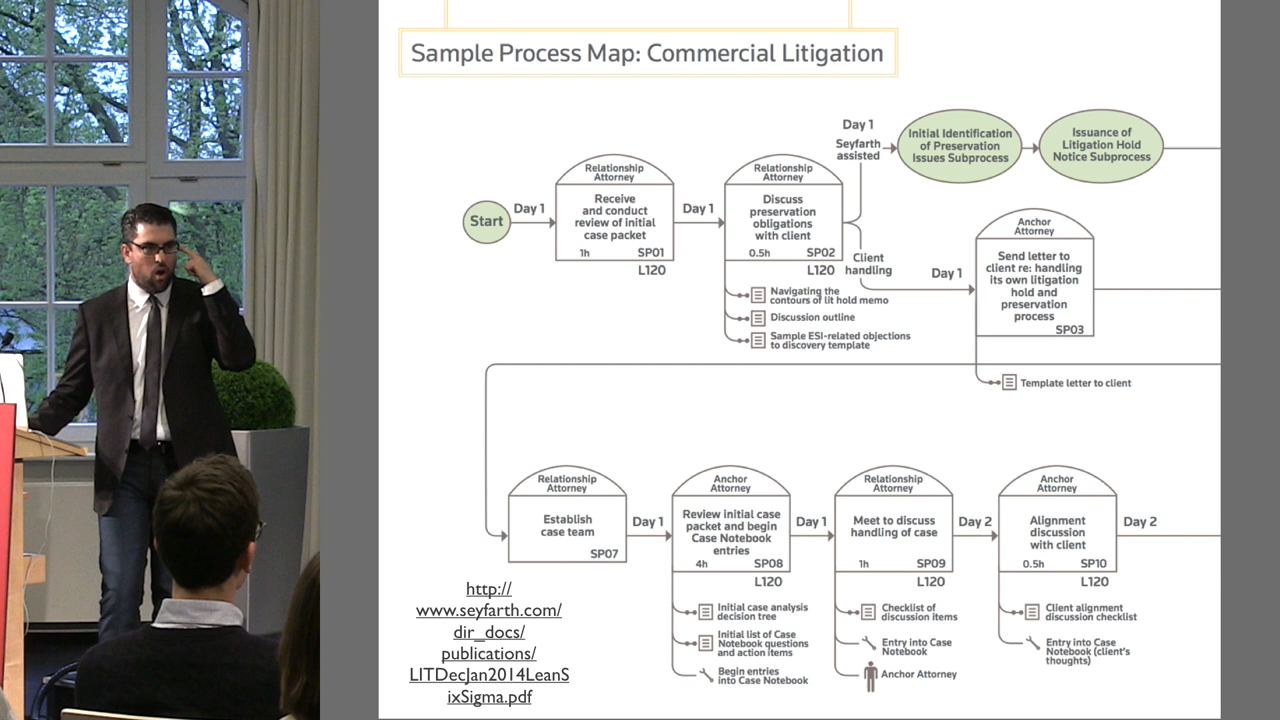 Sample Process Map: Commercial Litigation
Start
Day 1
Relationship
Attorney
Receive
and conduct
review of initial
case packet
1h
SP01
L120
Day 1
Relationship
Attorney
Discuss
preservation
obligations
with client
0.5h
SP02
L120
Navigating the
contours of lit hold memo
Discussion outline
Sample ESI-related objections
to discovery template
Day 1
Seyfarth
assisted
Initial Identification
of Preservation
Issues Subprocess
Issuance of
Litigation Hold
Notice Subprocess
Client
handling
Day 1
Anchor
Attorney
Send letter to
client re: handling
its own litigation
hold and
preservation
process
SP03
Template letter to client
Relationship
Attorney
Establish
case team
SP07
Day 1
Anchor
Attorney
Review initial case
packet and begin
Case Notebook
entries
4h
SP08
L120
Initial case analysis
decision tree
Initial list of Case
Notebook questions
and action items
Begin entries
into Case Notebook
Day 1
Relationship
Attorney
Meet to discuss
handling of case
1h
SP09
L120
Checklist of
discussion items
Entry into Case
Notebook
Anchor Attorney
Day 2
Anchor
Attorney
Alignment
discussion
with client
0.5h
SP10
L120
Client alignment
discussion checklist
Entry into Case
Notebook (client's
thoughts)
Day 2
http://
www.seyfarth.com/
dir_docs/
publications/
LITDecJan2014LeanS
ixSigma.pdf